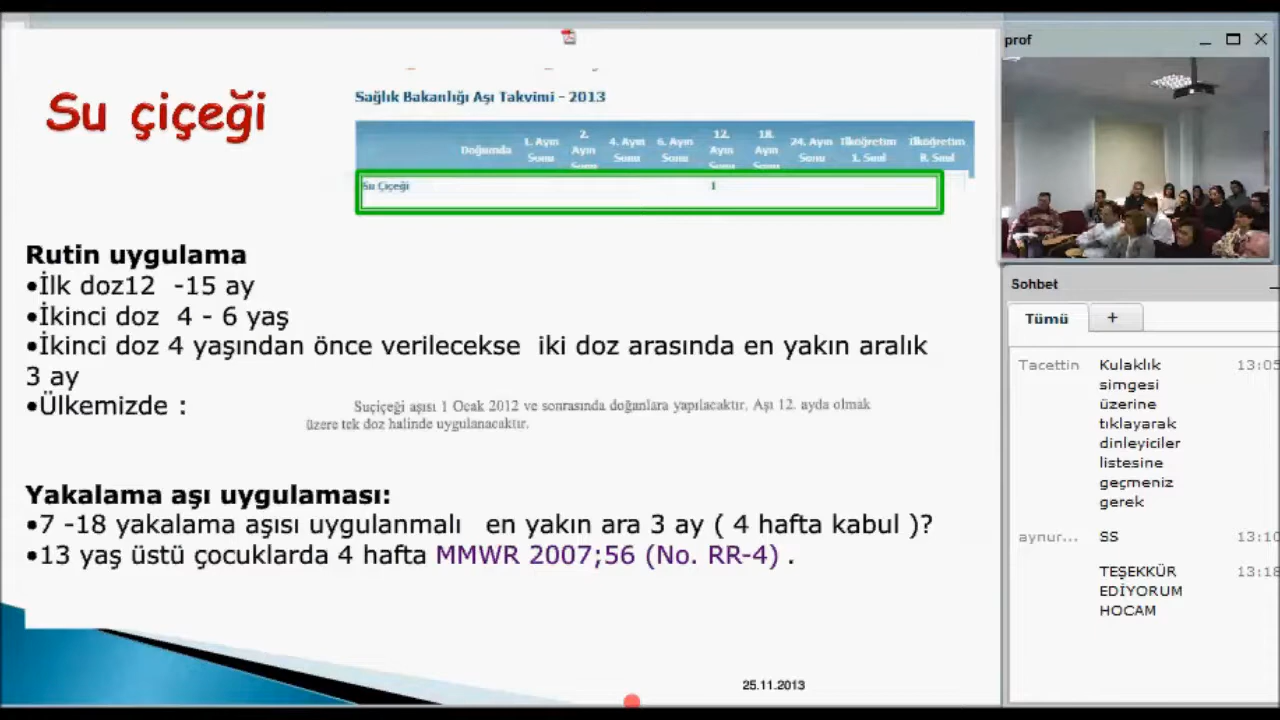 Su çiçeği
Sağlık Bakanlığı Aşı Takvimi - 2013
Doğumda
1. Ayın Sonu
2. Ayın Sonu
4. Ayın Sonu
6. Ayın Sonu
12. Ayın Sonu
18. Ayın Sonu
24. Ayın Sonu
İlköğretim 1. Sınıf
İlköğretim 8. Sınıf
Su Çiçeği 1
Rutin uygulama
•İlk doz12 -15 ay
•İkinci doz 4 - 6 yaş
•İkinci doz 4 yaşından önce verilecekse iki doz arasında en yakın aralık
3 ay
•Ülkemizde :
Suçiçeği aşısı 1 Ocak 2012 ve sonrasında doğanlara yapılacaktır. Aşı 12. ayda olmak
üzere tek doz halinde uygulanacaktır.
Yakalama aşı uygulaması:
•7 -18 yakalama aşısı uygulanmalı en yakın ara 3 ay ( 4 hafta kabul )?
•13 yaş üstü çocuklarda 4 hafta MMWR 2007;56 (No. RR-4) .
25.11.2013
prof
Sohbet
Tümü
+
Tacettin
Kulaklık
simgesi
üzerine
tıklayarak
dinleyiciler
listesine
geçmeniz
gerek
13:05
aynur...
SS
13:10
TEŞEKKÜR
EDİYORUM
HOCAM
13:18